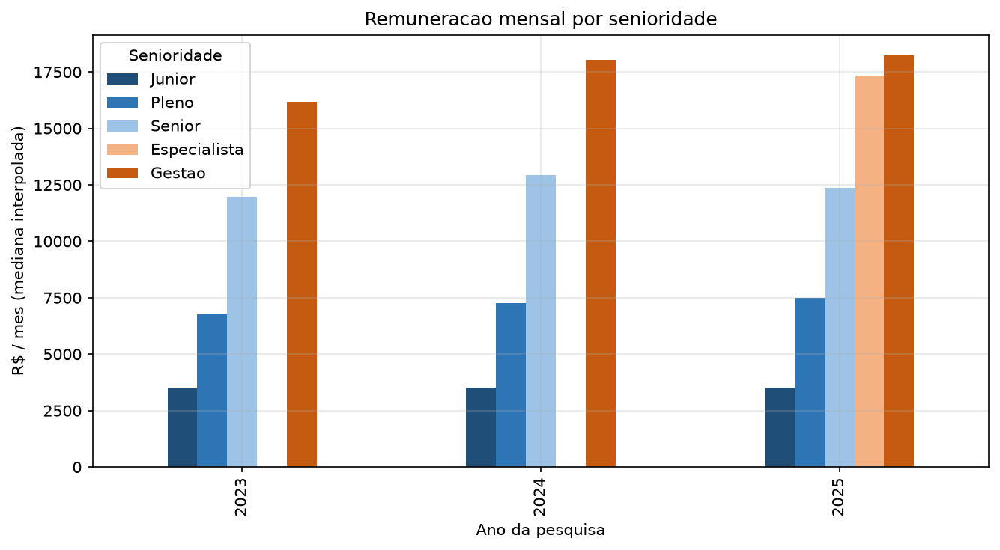 Remuneracao mensal por senioridade
Senioridade
Junior
Pleno
Senior
Especialista
Gestao
R$ / mes (mediana interpolada)
17500
15000
12500
10000
7500
5000
2500
0
2023
2024
2025
Ano da pesquisa